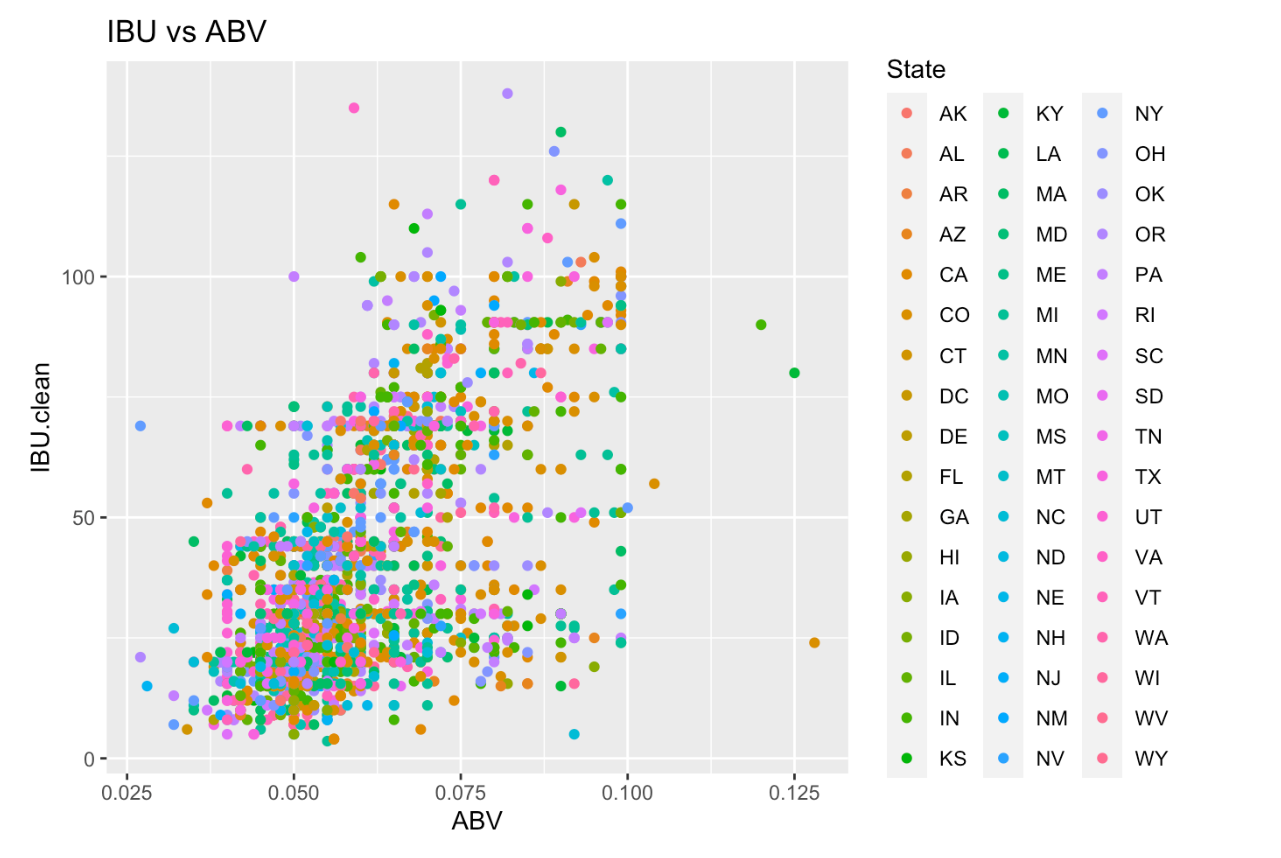 IBU vs ABV
IBU.clean
100
50
0
0.025
0.050
0.075
0.100
0.125
ABV
State
AK
AL
AR
AZ
CA
CO
CT
DC
DE
FL
GA
HI
IA
ID
IL
IN
KS
KY
LA
MA
MD
ME
MI
MN
MO
MS
MT
NC
ND
NE
NH
NJ
NM
NV
NY
OH
OK
OR
PA
RI
SC
SD
TN
TX
UT
VA
VT
WA
WI
WV
WY